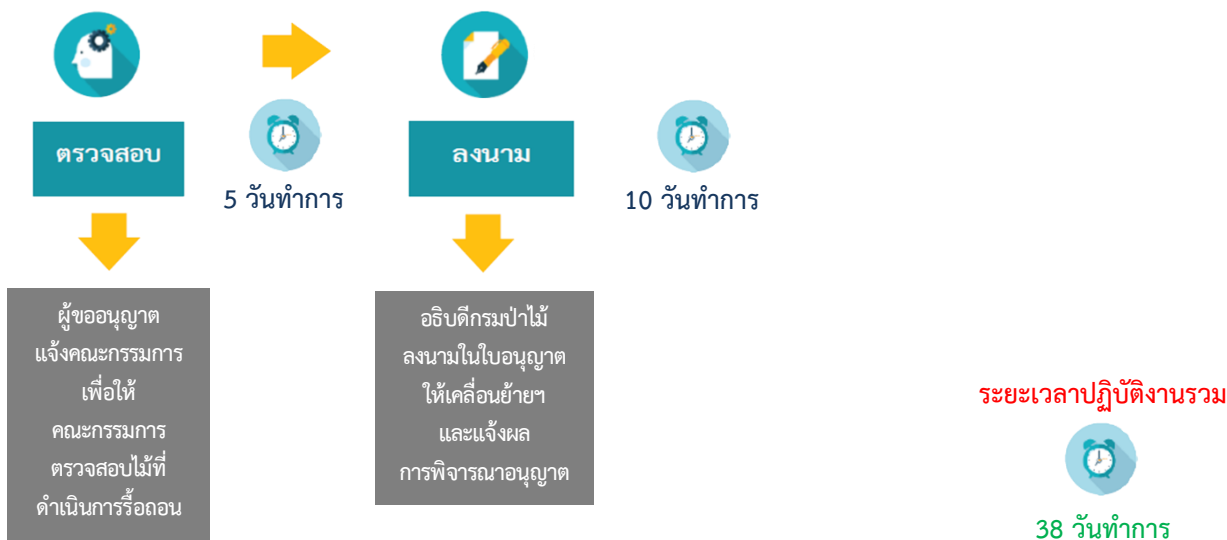 ตรวจสอบ
5 วันทำการ
ผู้ขออนุญาต
แจ้งคณะกรรมการ
เพื่อให้
คณะกรรมการ
ตรวจสอบไม้ที่
ดำเนินการรื้อถอน
ลงนาม
10 วันทำการ
อธิบดีกรมป่าไม้
ลงนามในใบอนุญาต
ให้เคลื่อนย้ายฯ
และแจ้งผล
การพิจารณาอนุญาต
ระยะเวลาปฏิบัติงานรวม
38 วันทำการ